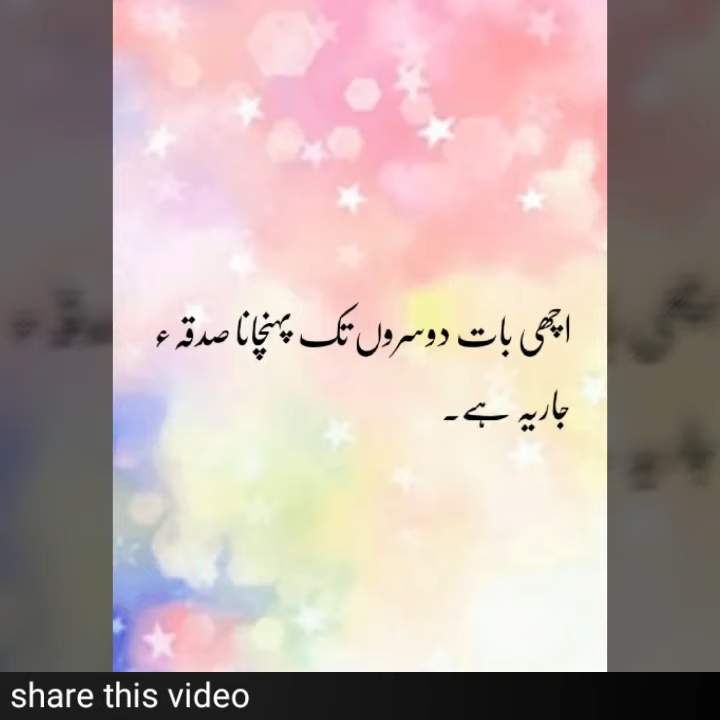 اچھی بات دوسروں تک پہنچانا صدقہ ء
جاریہ ہے۔
share this video